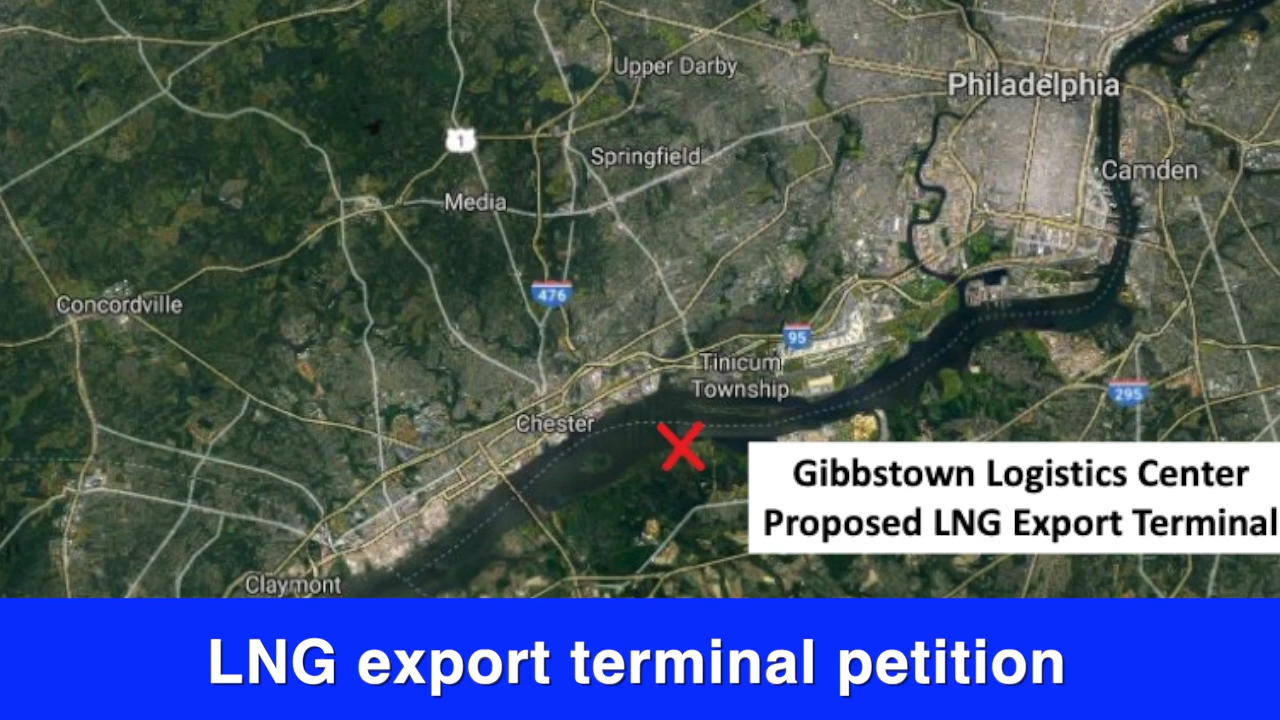 Upper Darby
Philadelphia
1
Springfield
Camden
Media
476
Concordville
95
Tinicum
Township
295
Chester
Gibbstown Logistics Center
Proposed LNG Export Terminal
Claymont
LNG export terminal petition